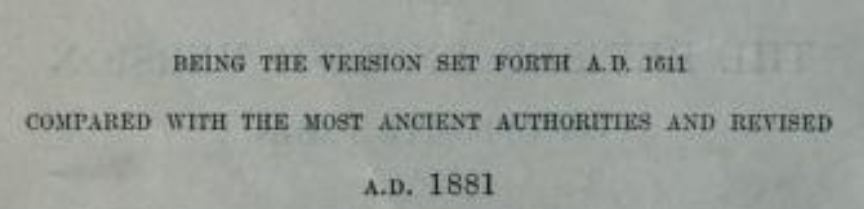 BEING THE VERSION SET FORTH A.D. 1611
COMPARED WITH THE MOST ANCIENT AUTHORITIES AND REVISED
A.D. 1881